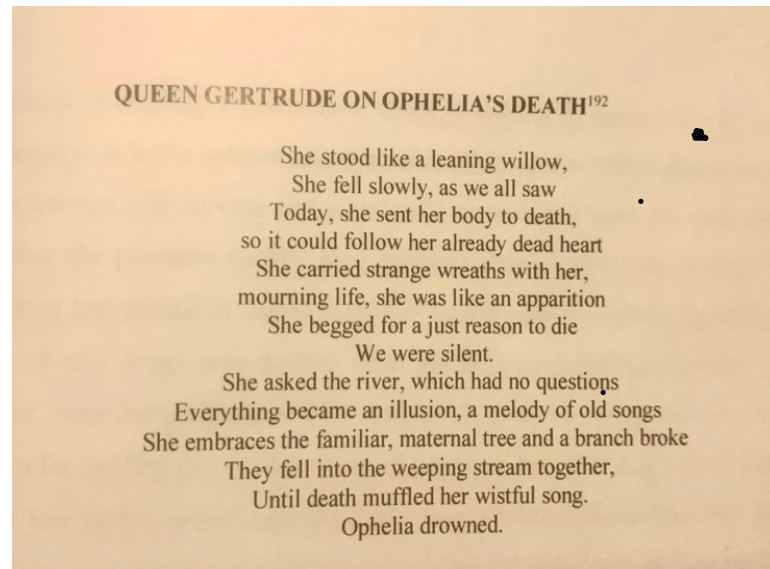 QUEEN GERTRUDE ON OPHELIA'S DEATH¹⁹²
She stood like a leaning willow,
She fell slowly, as we all saw
Today, she sent her body to death,
so it could follow her already dead heart
She carried strange wreaths with her,
mourning life, she was like an apparition
She begged for a just reason to die
We were silent.
She asked the river, which had no questions
Everything became an illusion, a melody of old songs
She embraces the familiar, maternal tree and a branch broke
They fell into the weeping stream together,
Until death muffled her wistful song.
Ophelia drowned.